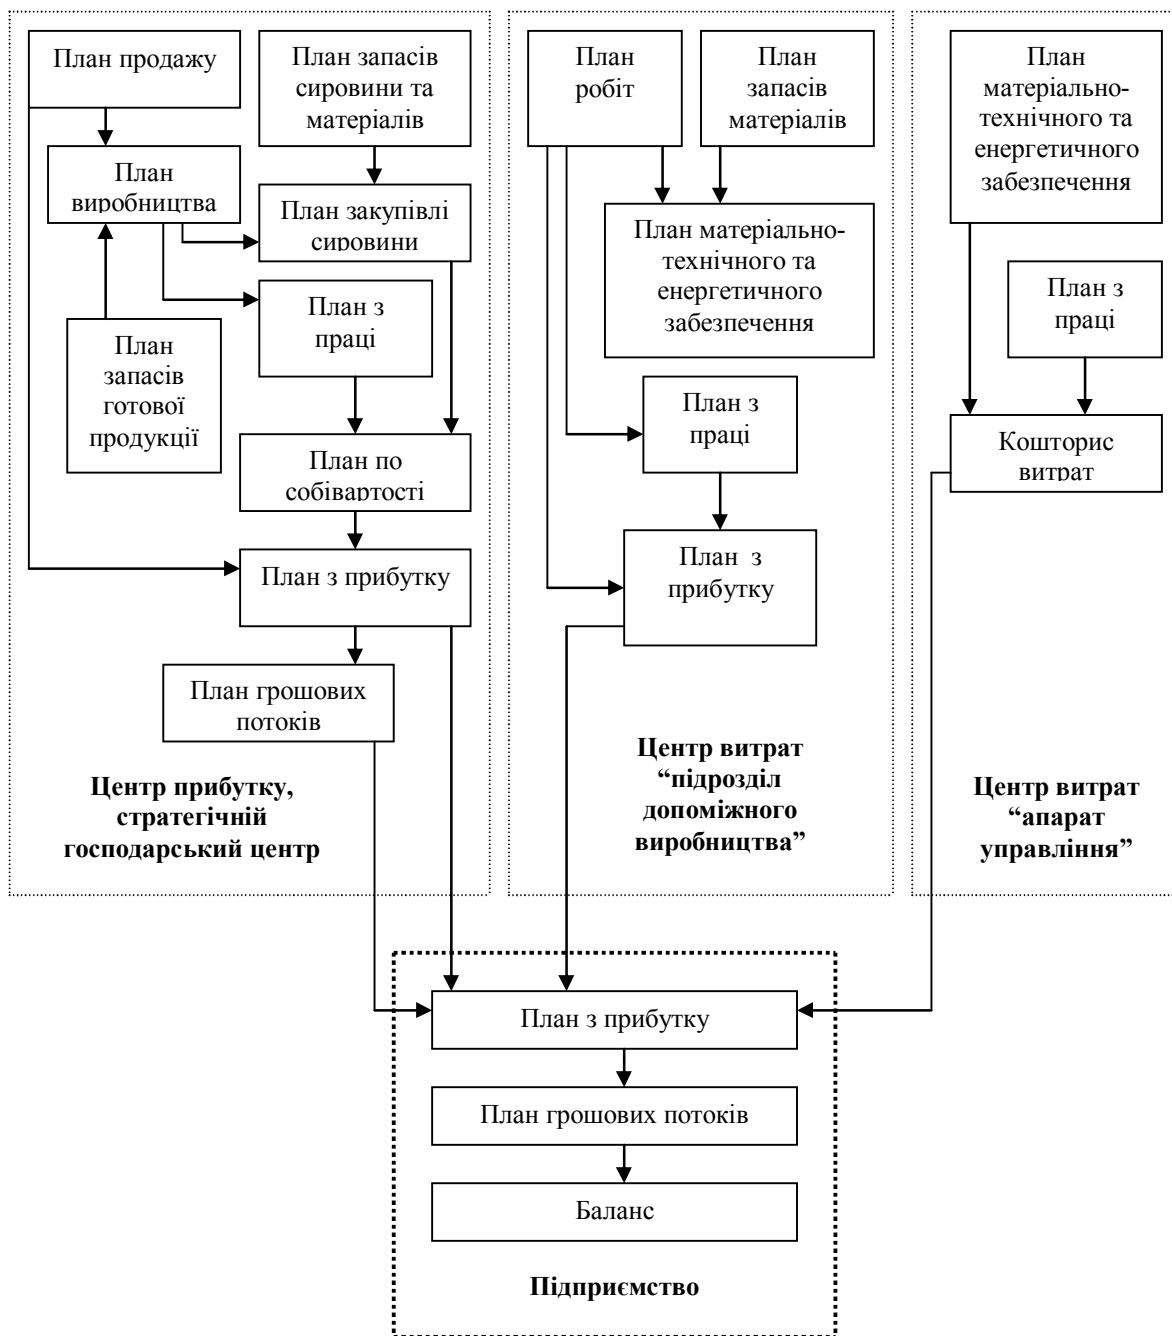 План продажу
План запасів
сировини та
матеріалів
План
виробництва
План закупівлі
сировини
План з
праці
План
запасів
готової
продукції
План по
собівартості
План з прибутку
План грошових
потоків
Центр прибутку,
стратегічній
господарський центр
План
робіт
План
запасів
матеріалів
План матеріально-
технічного та
енергетичного
забезпечення
План з
праці
План з
прибутку
Центр витрат
“підрозділ
допоміжного
виробництва”
План
матеріально-
технічного та
енергетичного
забезпечення
План з
праці
Кошторис
витрат
Центр витрат
“апарат
управління”
План з прибутку
План грошових потоків
Баланс
Підприємство